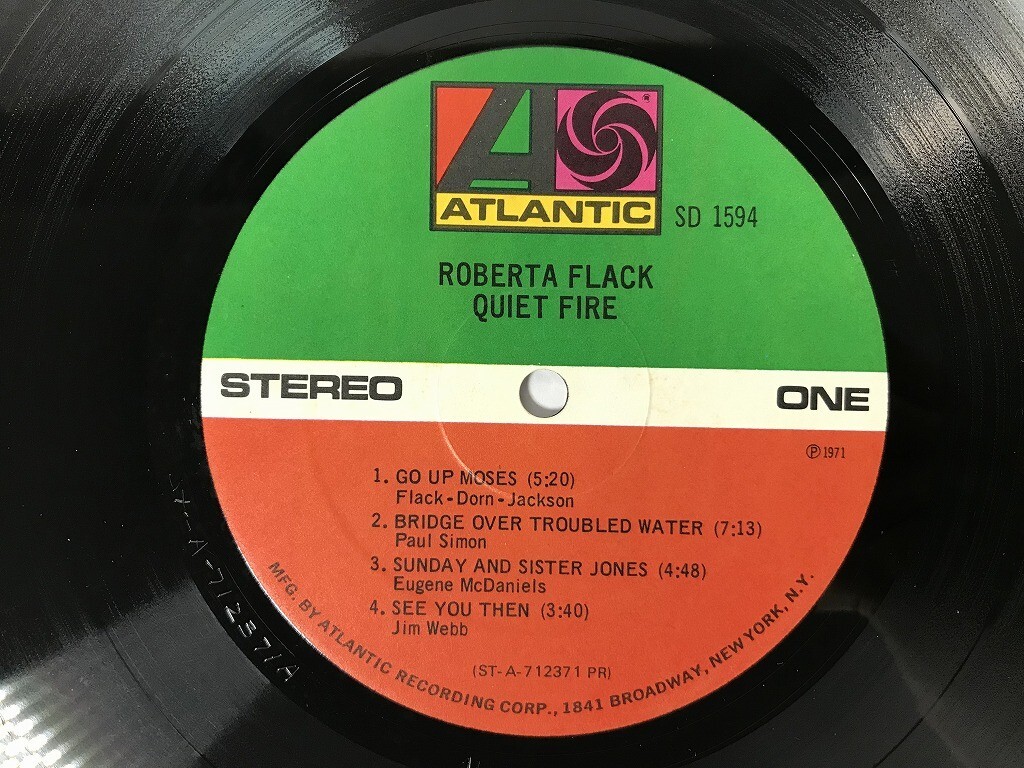 ATLANTIC
®
SD 1594
ROBERTA FLACK
QUIET FIRE
STEREO
ONE
℗ 1971
1. GO UP MOSES (5:20)
Flack-Dorn-Jackson
2. BRIDGE OVER TROUBLED WATER (7:13)
Paul Simon
3. SUNDAY AND SISTER JONES (4:48)
Eugene McDaniels
4. SEE YOU THEN (3:40)
Jim Webb
(ST-A-712371 PR)
MFG. BY ATLANTIC RECORDING CORP., 1841 BROADWAY, NEW YORK, N.Y.
A-712371A